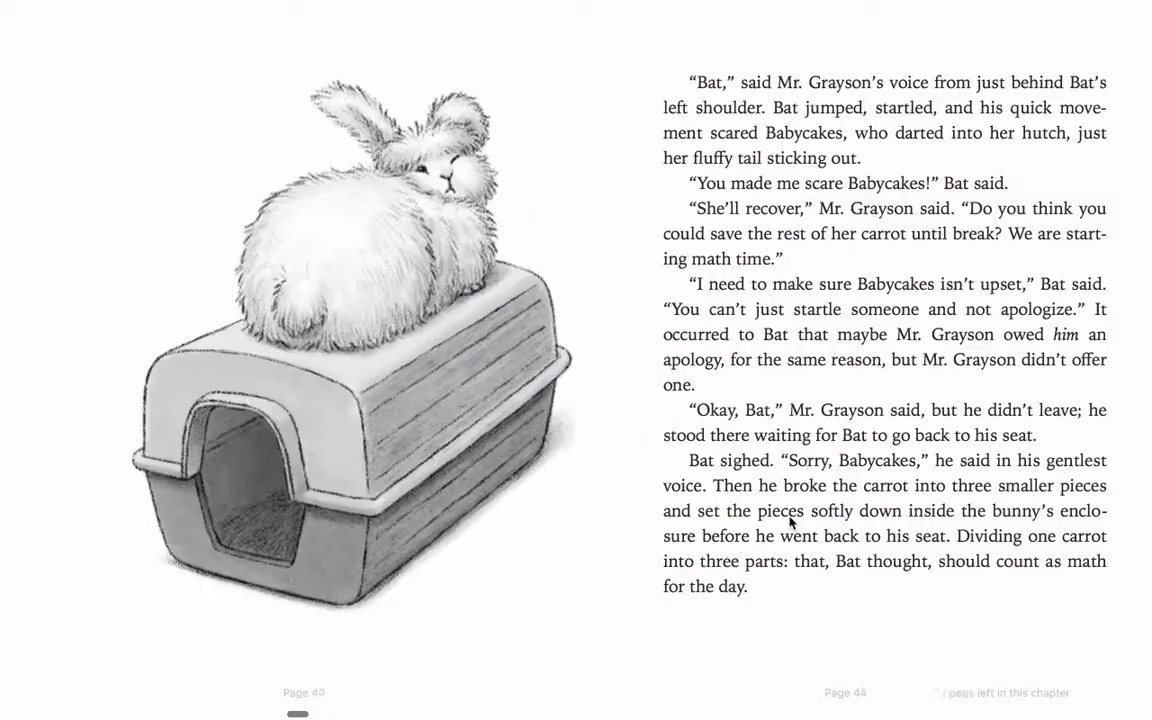 “Bat,” said Mr. Grayson’s voice from just behind Bat’s
left shoulder. Bat jumped, startled, and his quick move-
ment scared Babycakes, who darted into her hutch, just
her fluffy tail sticking out.
“You made me scare Babycakes!” Bat said.
“She’ll recover,” Mr. Grayson said. “Do you think you
could save the rest of her carrot until break? We are start-
ing math time.”
“I need to make sure Babycakes isn’t upset,” Bat said.
“You can’t just startle someone and not apologize.” It
occurred to Bat that maybe Mr. Grayson owed him an
apology, for the same reason, but Mr. Grayson didn’t offer
one.
“Okay, Bat,” Mr. Grayson said, but he didn’t leave; he
stood there waiting for Bat to go back to his seat.
Bat sighed. “Sorry, Babycakes,” he said in his gentlest
voice. Then he broke the carrot into three smaller pieces
and set the pieces softly down inside the bunny’s enclo-
sure before he went back to his seat. Dividing one carrot
into three parts: that, Bat thought, should count as math
for the day.
Page
Page 44
left in this chapter